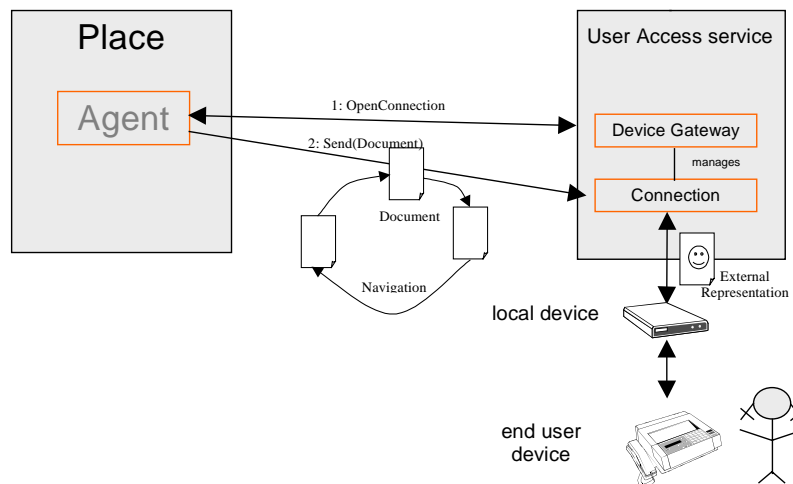 Place
User Access service
Agent
1: OpenConnection
Device Gateway
2: Send(Document)
manages
Connection
Document
Navigation
External
Representation
local device
end user
device